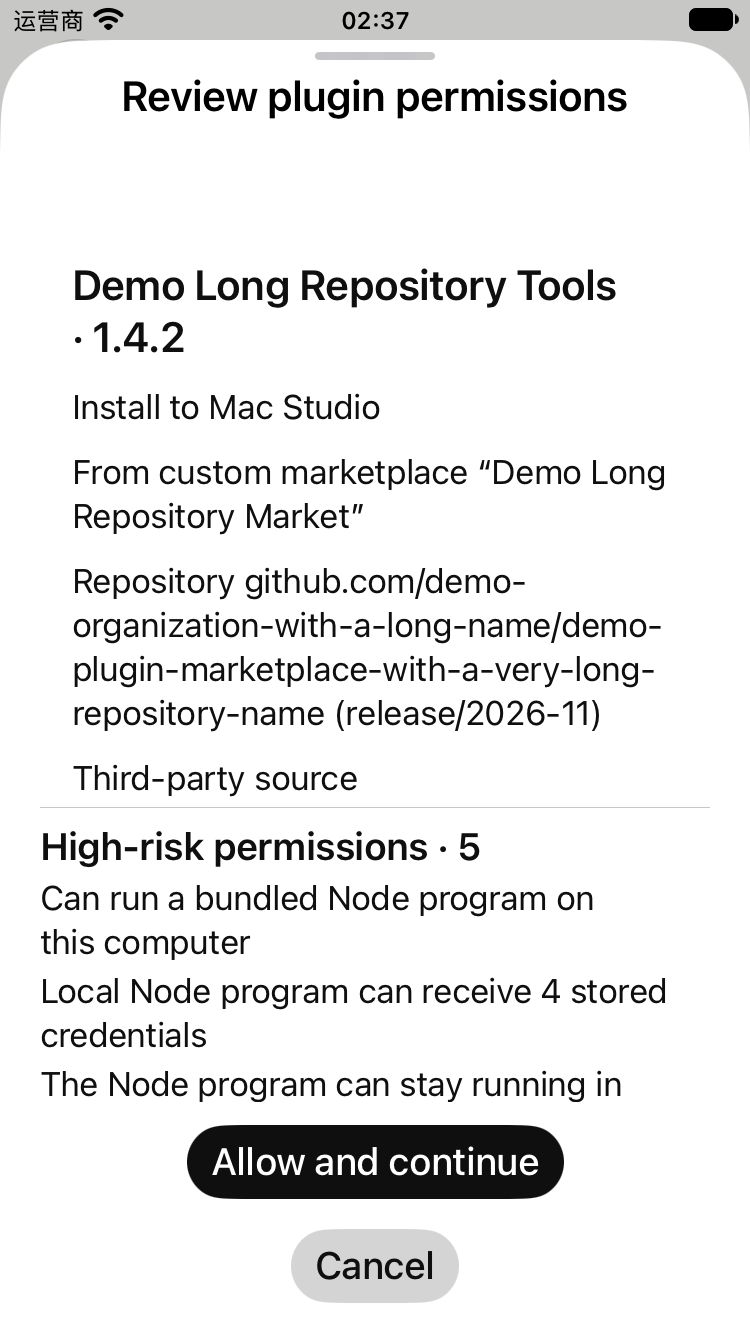 运营商
02:37
Review plugin permissions
Demo Long Repository Tools
· 1.4.2
Install to Mac Studio
From custom marketplace “Demo Long
Repository Market”
Repository github.com/demo-
organization-with-a-long-name/demo-
plugin-marketplace-with-a-very-long-
repository-name (release/2026-11)
Third-party source
High-risk permissions · 5
Can run a bundled Node program on
this computer
Local Node program can receive 4 stored
credentials
The Node program can stay running in
Allow and continue
Cancel